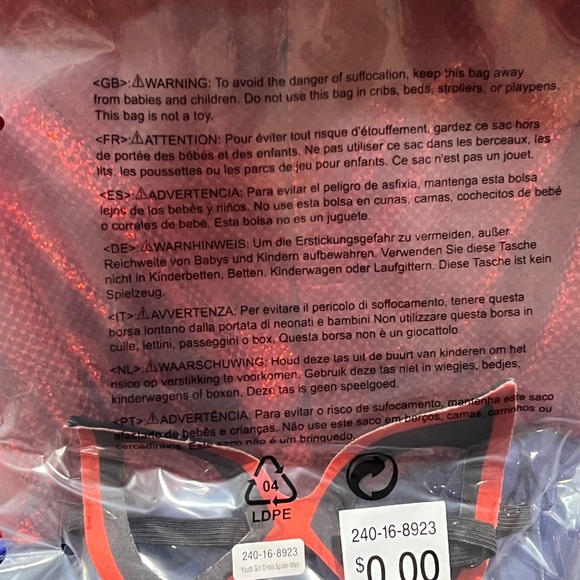 <GB>:⚠WARNING: To avoid the danger of suffocation, keep this bag away
from babies and children. Do not use this bag in cribs, beds, strollers, or playpens.
This bag is not a toy.
<FR>:⚠ATTENTION: Pour éviter tout risque d'étouffement, gardez ce sac hors
de portée des bébés et des enfants. Ne pas utiliser ce sac dans les berceaux, les
lits, les poussettes ou les parcs de jeu pour enfants. Ce sac n'est pas un jouet.
<ES>:⚠ADVERTENCIA: Para evitar el peligro de asfixia, mantenga esta bolsa
lejos de los bebés y niños. No use esta bolsa en cunas, camas, cochecitos de bebé
o corrales de bebé. Esta bolsa no es un juguete.
<DE>:⚠WARNHINWEIS: Um die Erstickungsgefahr zu vermeiden, außer
Reichweite von Babys und Kindern aufbewahren. Verwenden Sie diese Tasche
nicht in Kinderbetten, Betten, Kinderwagen oder Laufgittern. Diese Tasche ist kein
Spielzeug.
<IT>:⚠AVVERTENZA: Per evitare il pericolo di soffocamento, tenere questa
borsa lontano dalla portata di neonati e bambini Non utilizzare questa borsa in
culle, lettini, passeggini o box. Questa borsa non è un giocattolo.
<NL>:⚠WAARSCHUWING: Houd deze tas uit de buurt van kinderen om het
risico op verstikking te voorkomen. Gebruik deze tas niet in wiegjes, bedjes,
kinderwagens of boxen. Deze tas is geen speelgoed.
<PT>:⚠ADVERTÊNCIA: Para evitar o risco de sufocamento, mantenha este saco
afastado de bebês e crianças. Não use este saco em berços, camas, carrinhos ou
cercadinhos. Este saco não é um brinquedo.
04
LDPE
240-16-8923
Youth Girl Dress Spider-Man
240-16-8923
$0.00